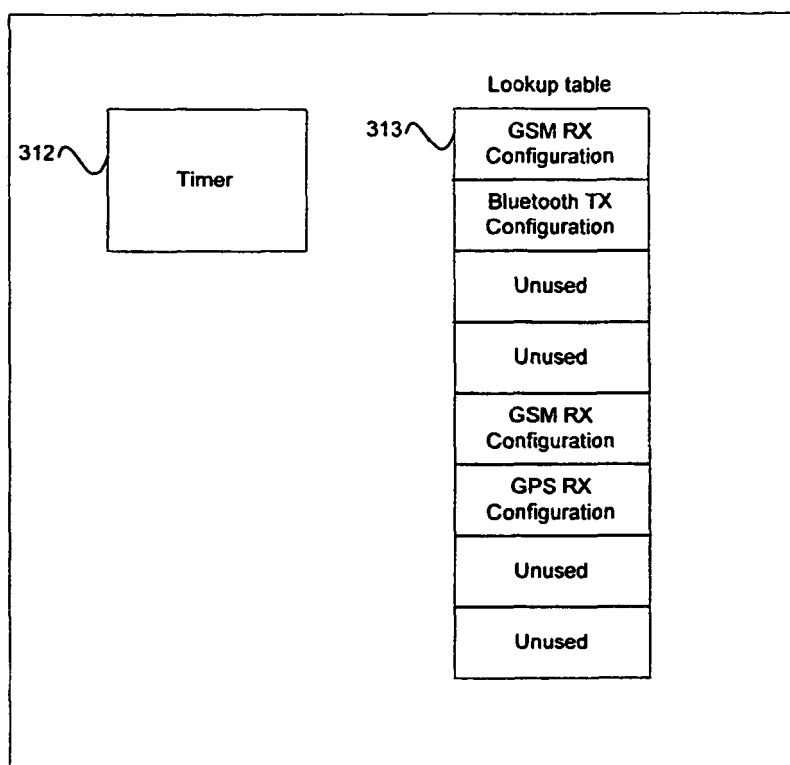 Lookup table
312
Timer
313
GSM RX
Configuration
Bluetooth TX
Configuration
Unused
Unused
GSM RX
Configuration
GPS RX
Configuration
Unused
Unused